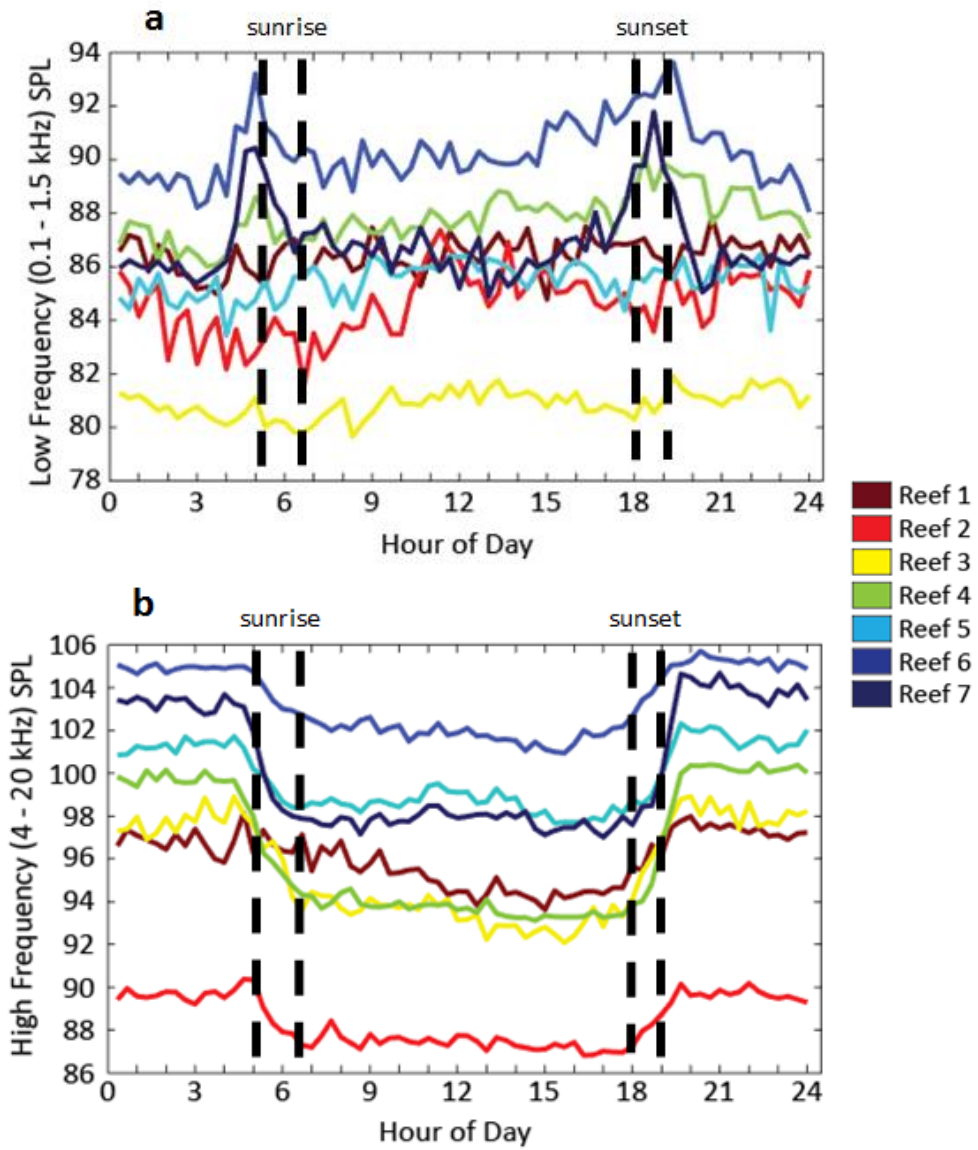 a
sunrise
sunset
Low Frequency (0.1 - 1.5 kHz) SPL
94
92
90
88
86
84
82
80
78
0 3 6 9 12 15 18 21 24
Hour of Day
Reef 1
Reef 2
Reef 3
Reef 4
Reef 5
Reef 6
Reef 7
b
sunrise
sunset
High Frequency (4 - 20 kHz) SPL
106
104
102
100
98
96
94
92
90
88
86
0 3 6 9 12 15 18 21 24
Hour of Day